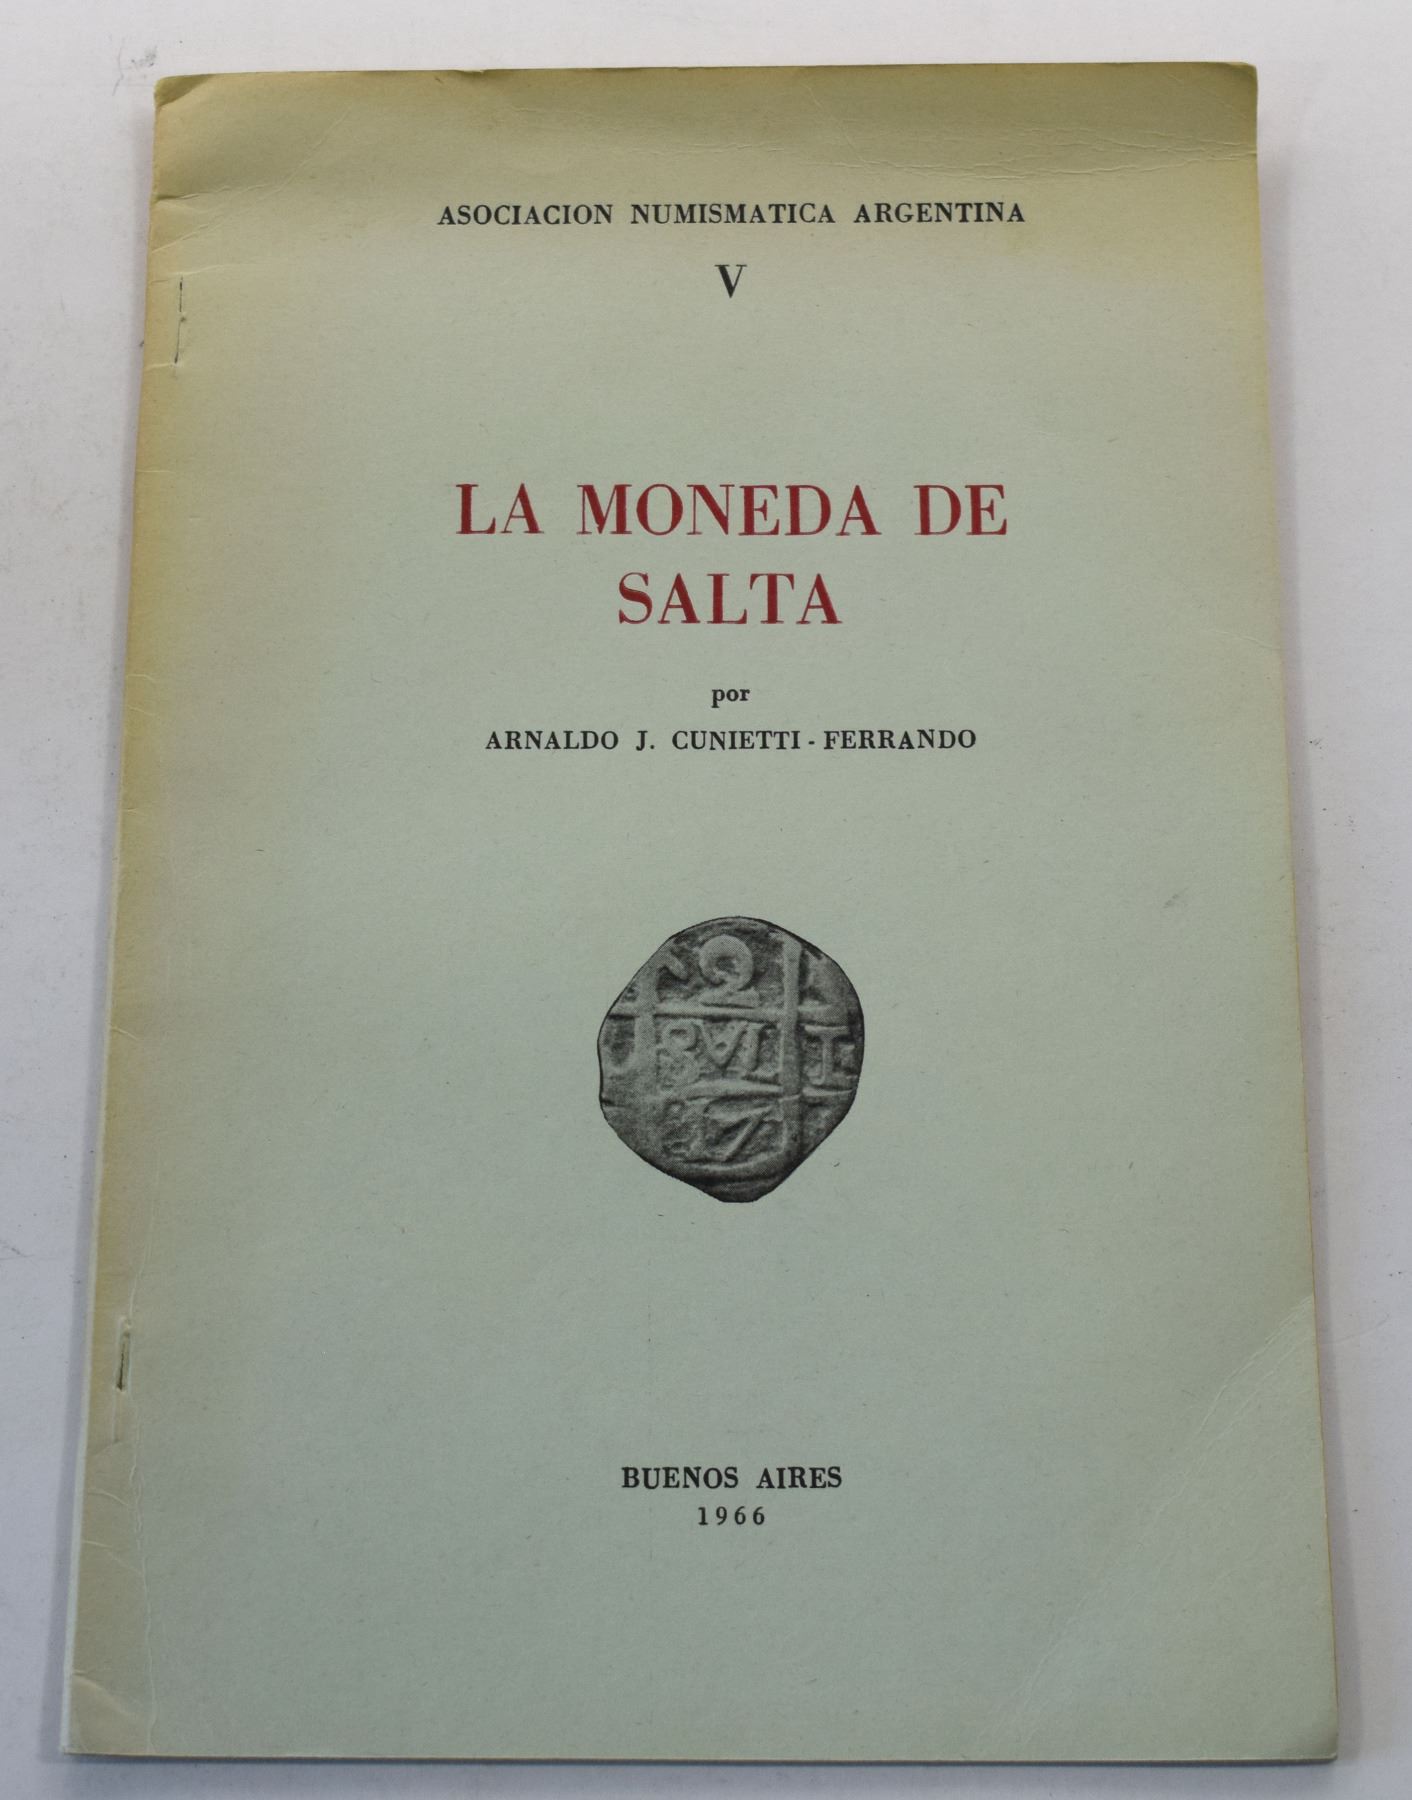 ASOCIACION NUMISMATICA ARGENTINA
V
LA MONEDA DE
SALTA
por
ARNALDO J. CUNIETTI - FERRANDO
BUENOS AIRES
1966